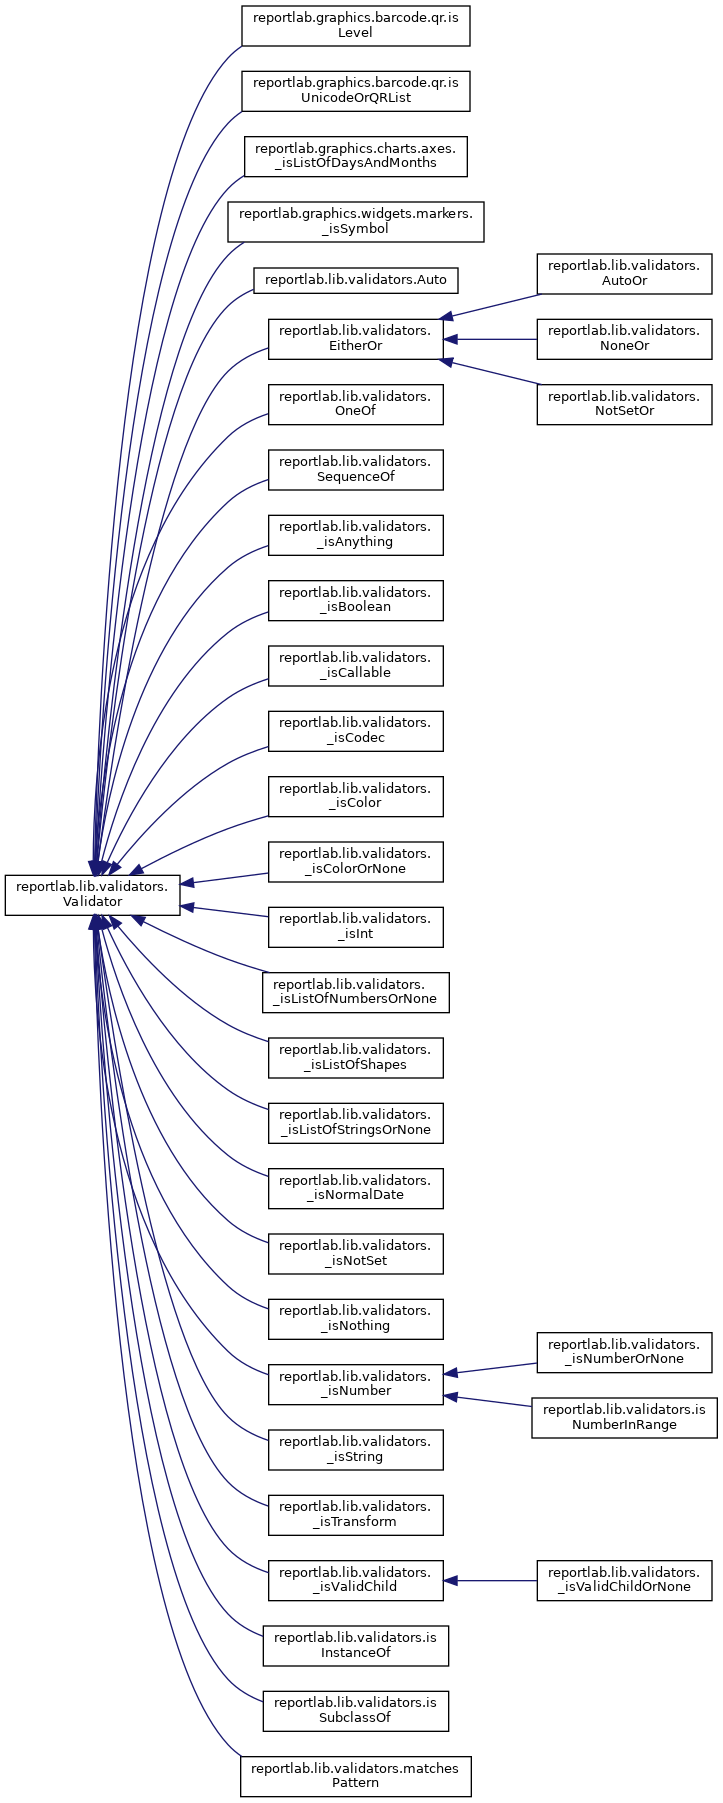 reportlab.graphics.barcode.qr.is
Level
reportlab.graphics.barcode.qr.is
UnicodeOrQRList
reportlab.graphics.charts.axes.
_isListOfDaysAndMonths
reportlab.graphics.widgets.markers.
_isSymbol
reportlab.lib.validators.Auto
reportlab.lib.validators.
EitherOr
reportlab.lib.validators.
AutoOr
reportlab.lib.validators.
NoneOr
reportlab.lib.validators.
NotSetOr
reportlab.lib.validators.
OneOf
reportlab.lib.validators.
SequenceOf
reportlab.lib.validators.
_isAnything
reportlab.lib.validators.
_isBoolean
reportlab.lib.validators.
_isCallable
reportlab.lib.validators.
_isCodec
reportlab.lib.validators.
_isColor
reportlab.lib.validators.
_isColorOrNone
reportlab.lib.validators.
Validator
reportlab.lib.validators.
_isInt
reportlab.lib.validators.
_isListOfNumbersOrNone
reportlab.lib.validators.
_isListOfShapes
reportlab.lib.validators.
_isListOfStringsOrNone
reportlab.lib.validators.
_isNormalDate
reportlab.lib.validators.
_isNotSet
reportlab.lib.validators.
_isNothing
reportlab.lib.validators.
_isNumber
reportlab.lib.validators.
_isNumberOrNone
reportlab.lib.validators.is
NumberInRange
reportlab.lib.validators.
_isString
reportlab.lib.validators.
_isTransform
reportlab.lib.validators.
_isValidChild
reportlab.lib.validators.
_isValidChildOrNone
reportlab.lib.validators.is
InstanceOf
reportlab.lib.validators.is
SubclassOf
reportlab.lib.validators.matches
Pattern